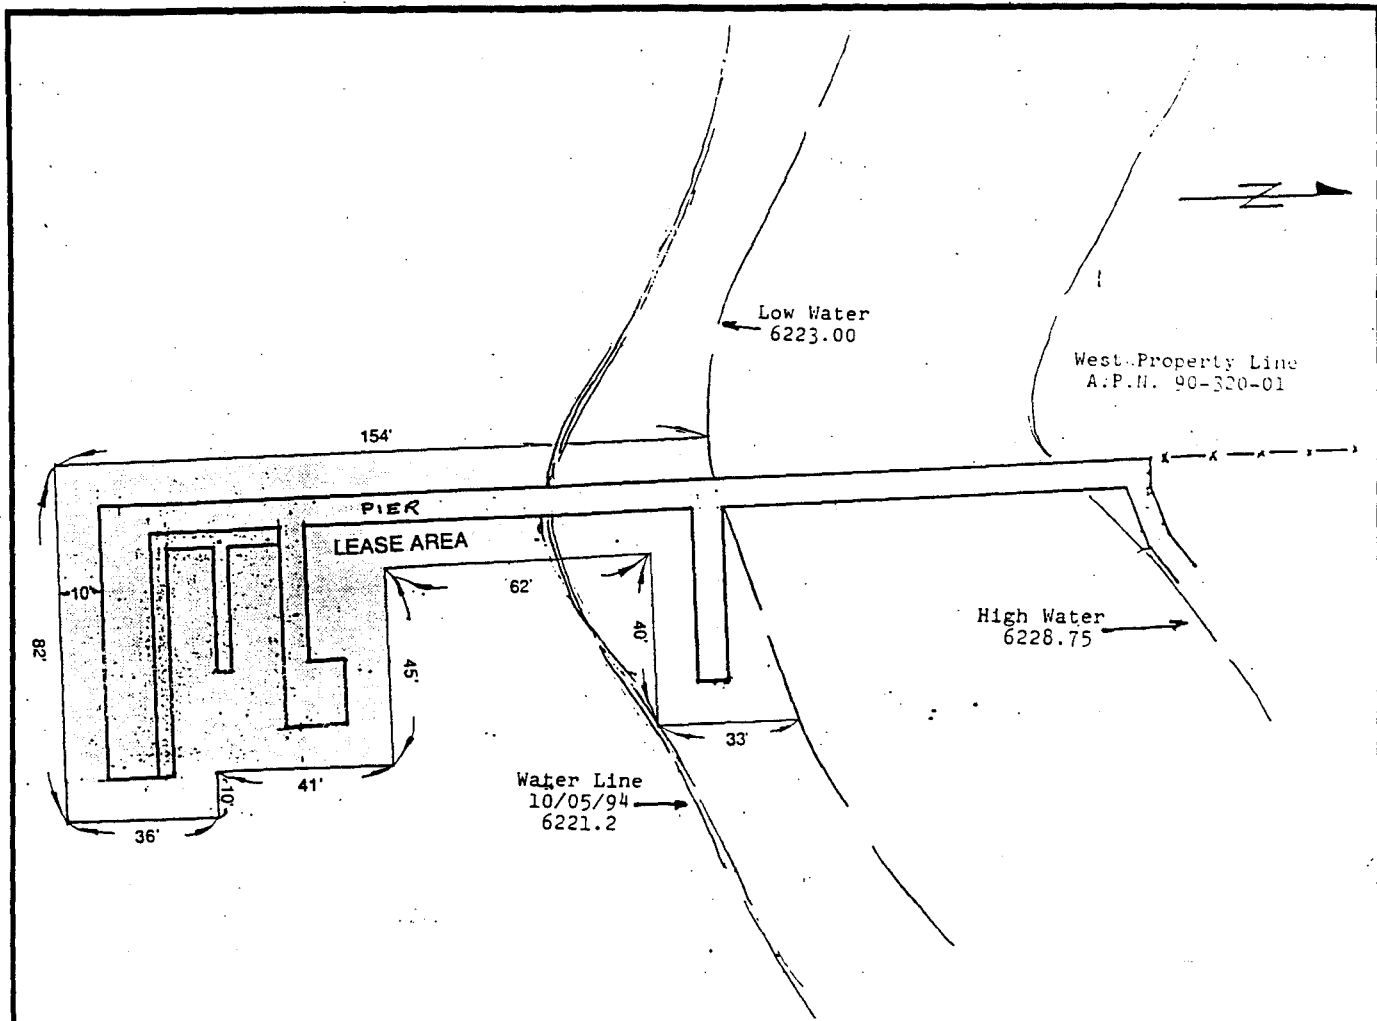 N
Low Water
6223.00
West Property Line
A.P.N. 90-320-01
154'
PIER
LEASE AREA
10'
62'
82'
40'
45'
High Water
6228.75
33'
41'
10'
36'
Water Line
10/05/94
6221.2